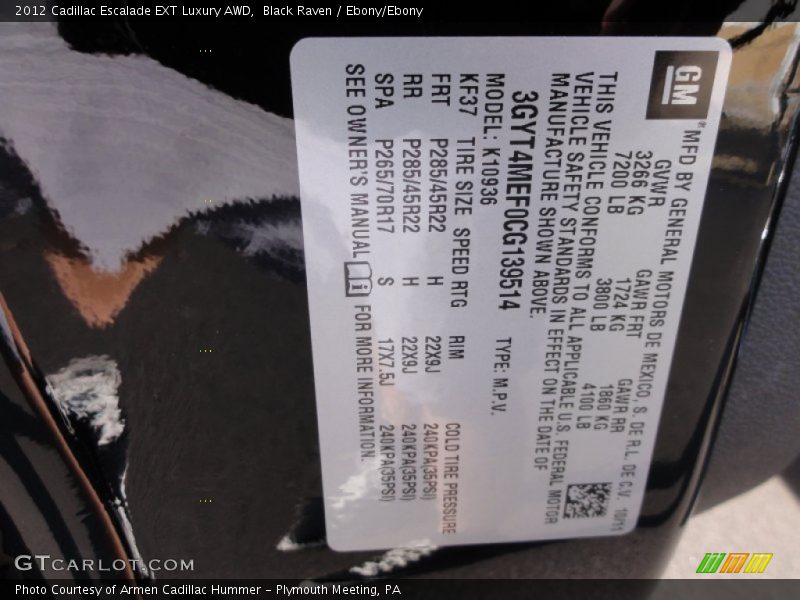 2012 Cadillac Escalade EXT Luxury AWD,  Black Raven / Ebony/Ebony
GM
® MFD BY GENERAL MOTORS DE MEXICO, S. DE R.L. DE C.V. 10/11
GVWR GAWR FRT GAWR RR
3266 KG 1724 KG 1860 KG
7200 LB 3800 LB 4100 LB
THIS VEHICLE CONFORMS TO ALL APPLICABLE U.S. FEDERAL MOTOR
VEHICLE SAFETY STANDARDS IN EFFECT ON THE DATE OF
MANUFACTURE SHOWN ABOVE.
3GYT4MEF0CG139514 TYPE: M.P.V.
MODEL: K10936
KF37 TIRE SIZE SPEED RTG RIM COLD TIRE PRESSURE
FRT P285/45R22 H 22X9J 240KPA(35PSI)
RR P285/45R22 H 22X9J 240KPA(35PSI)
SPA P265/70R17 S 17X7.5J 240KPA(35PSI)
SEE OWNER'S MANUAL i FOR MORE INFORMATION.
GTCARLOT.COM
Photo Courtesy of Armen Cadillac Hummer - Plymouth Meeting, PA